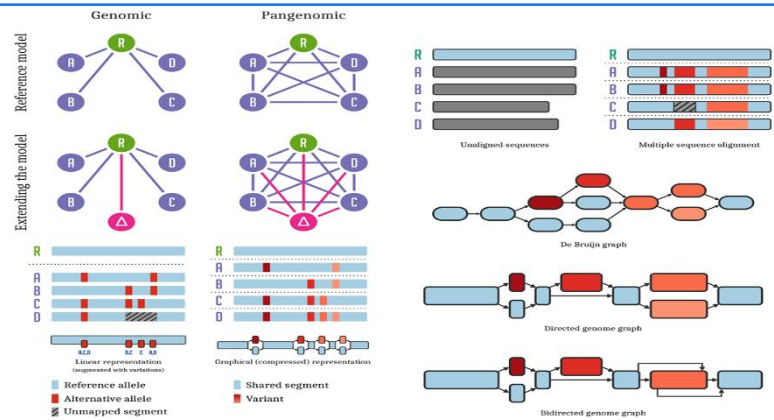 Genomic
Pangenomic
Reference model
R
A
D
B
C
R
A
D
B
C
Extending the model
R
A
D
B
C
Δ
R
A
D
B
C
Δ
R
A
B
C
D
R
A
B
C
D
Linear representation
(augmented with variations)
Graphical (compressed) representation
Reference allele
Alternative allele
Unmapped segment
Shared segment
Variant
R
A
B
C
D
Unsligned sequences
R
A
B
C
D
Multiple sequence alignment
De Bruijn graph
Directed genome graph
Bidirected genome graph